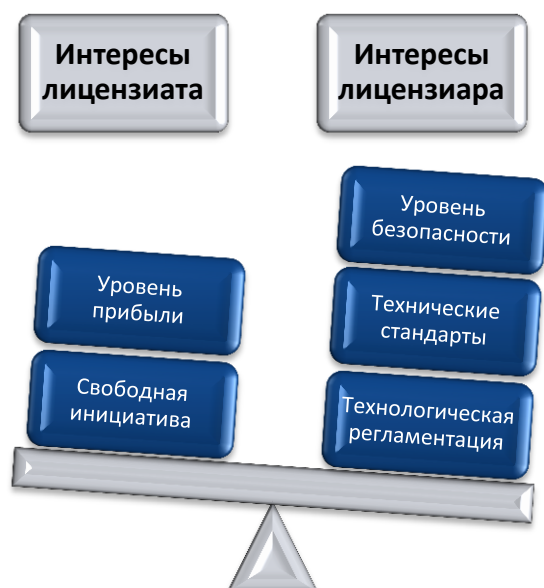 Интересы
лицензиата
Интересы
лицензиара
Уровень
безопасности
Уровень
прибыли
Технические
стандарты
Свободная
инициатива
Технологическая
регламентация